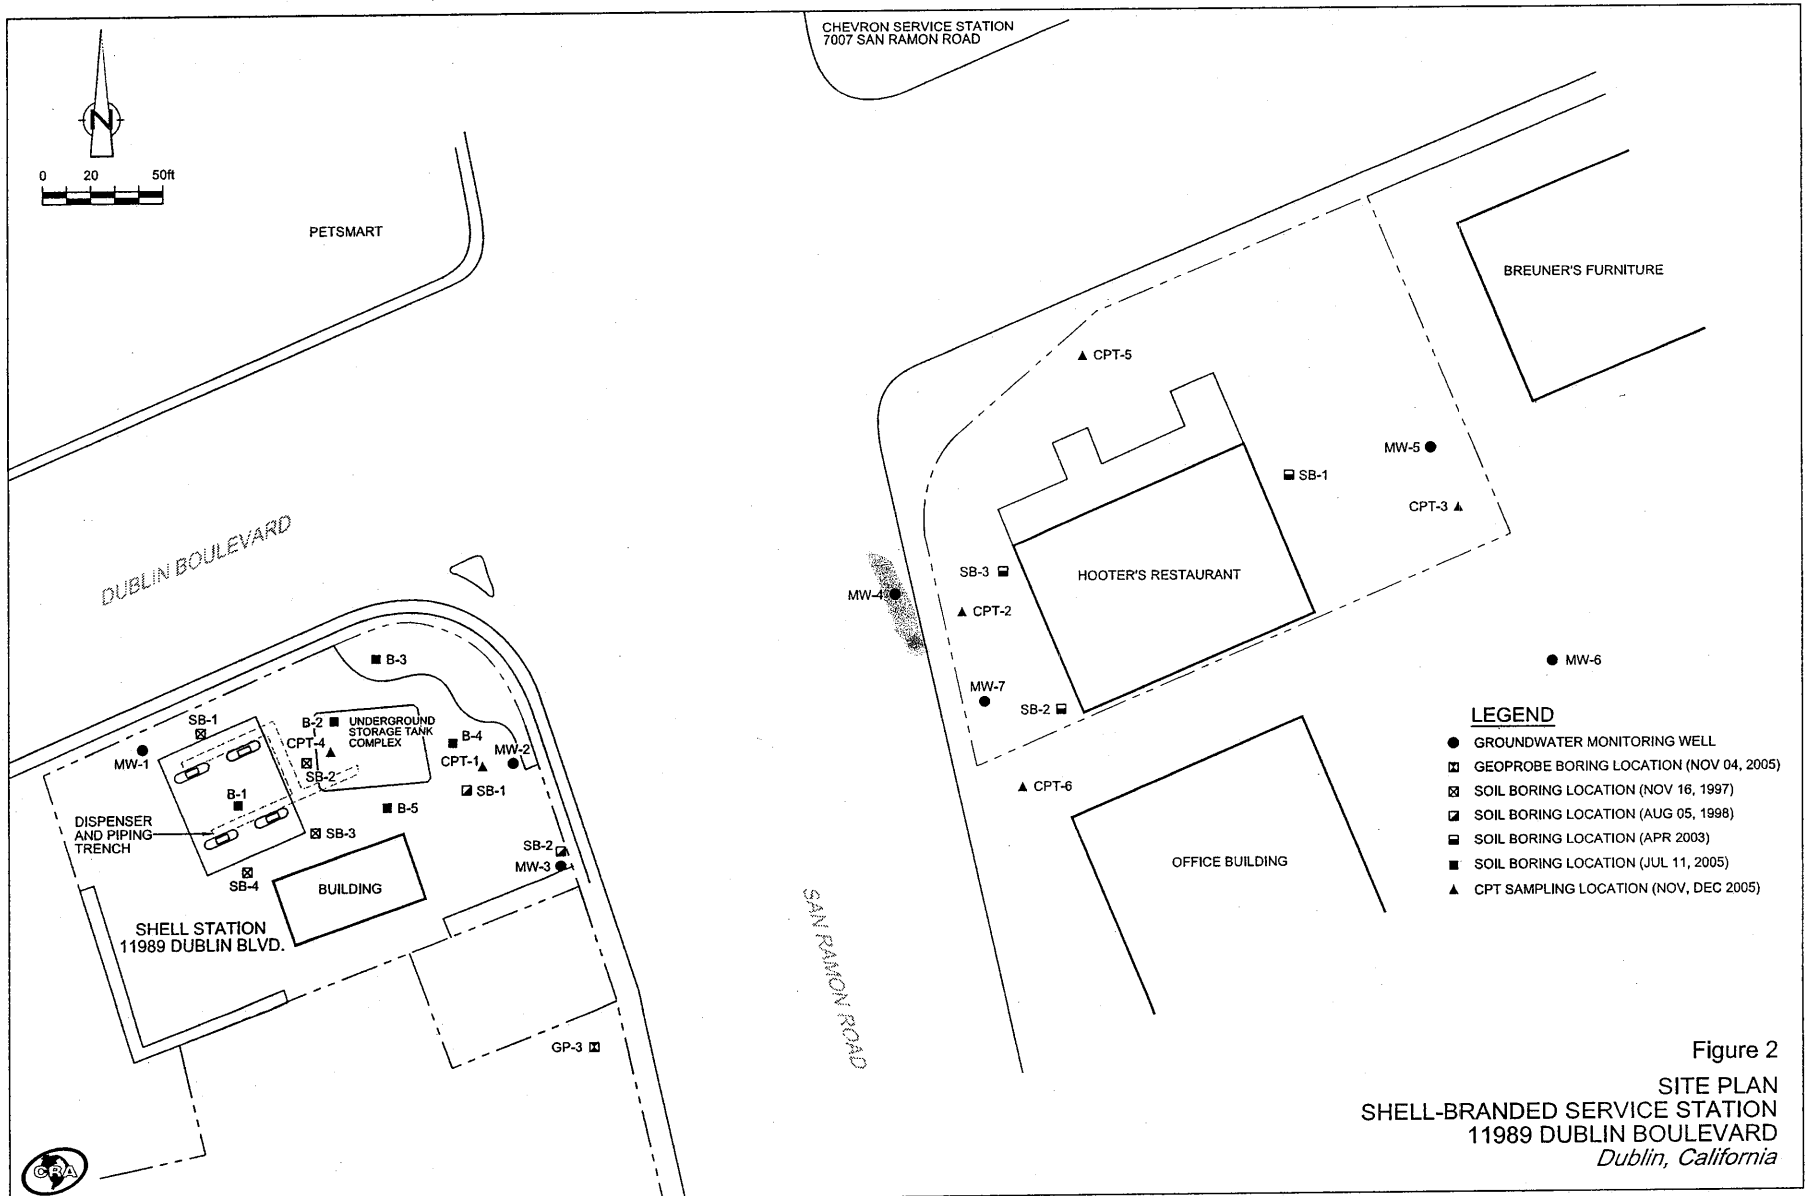 CHEVRON SERVICE STATION
7007 SAN RAMON ROAD
N
0 20 50ft
PETSMART
BREUNER'S FURNITURE
CPT-5
MW-5
SB-1
CPT-3
DUBLIN BOULEVARD
SB-3
HOOTER'S RESTAURANT
MW-4
CPT-2
B-3
MW-6
MW-7
SB-2
SB-1
B-2
UNDERGROUND
STORAGE TANK
COMPLEX
B-4
CPT-4
MW-2
MW-1
CPT-1
SB-2
SB-1
CPT-6
B-1
B-5
DISPENSER
AND PIPING
TRENCH
SB-3
SB-2
MW-3
SB-4
BUILDING
OFFICE BUILDING
SHELL STATION
11989 DUBLIN BLVD.
SAN RAMON ROAD
GP-3
LEGEND
GROUNDWATER MONITORING WELL
GEOPROBE BORING LOCATION (NOV 04, 2005)
SOIL BORING LOCATION (NOV 16, 1997)
SOIL BORING LOCATION (AUG 05, 1998)
SOIL BORING LOCATION (APR 2003)
SOIL BORING LOCATION (JUL 11, 2005)
CPT SAMPLING LOCATION (NOV, DEC 2005)
Figure 2
SITE PLAN
SHELL-BRANDED SERVICE STATION
11989 DUBLIN BOULEVARD
Dublin, California
CRA